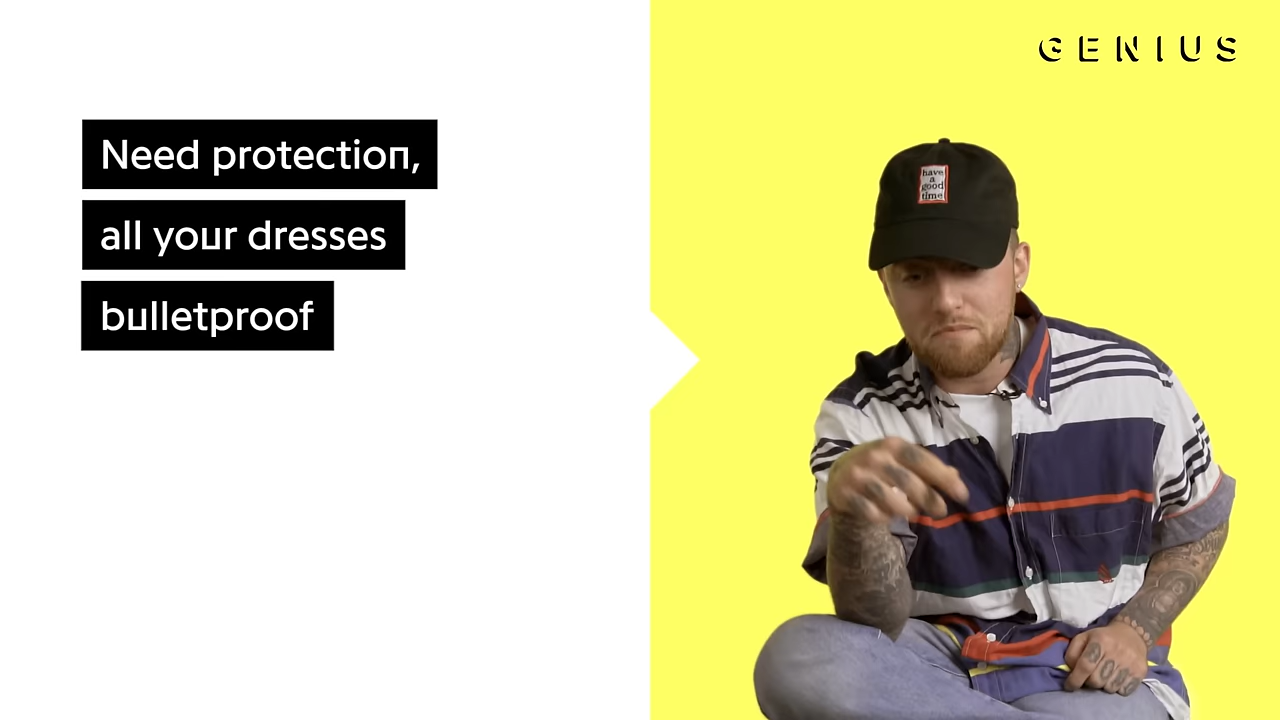 GENIUS
Need protection,
all your dresses
bulletproof
have
a
good
time